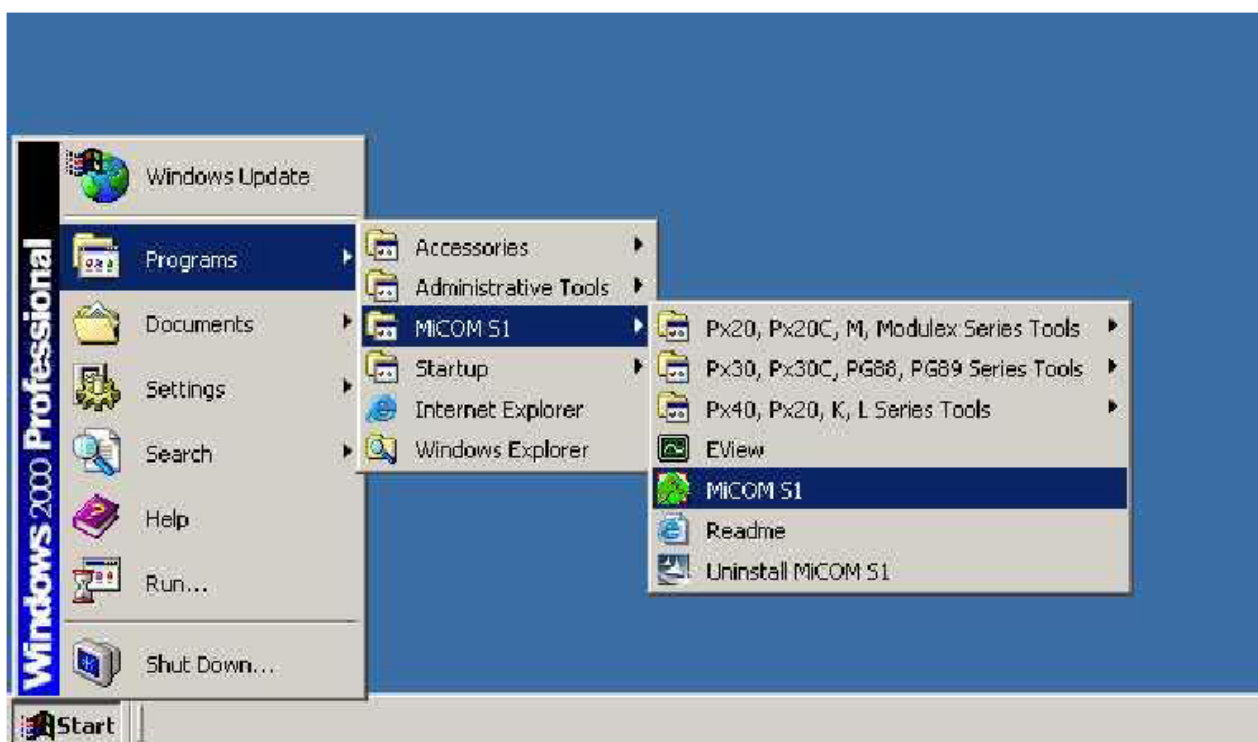 Windows 2000 Professional
Windows Update
Programs
Documents
Settings
Search
Help
Run...
Shut Down...
Accessories
Administrative Tools
MiCOM S1
Startup
Internet Explorer
Windows Explorer
Px20, Px20C, M, Modulex Series Tools
Px30, Px30C, PG88, PG89 Series Tools
Px40, Px20, K, L Series Tools
EView
MiCOM S1
Readme
Uninstall MiCOM S1
Start